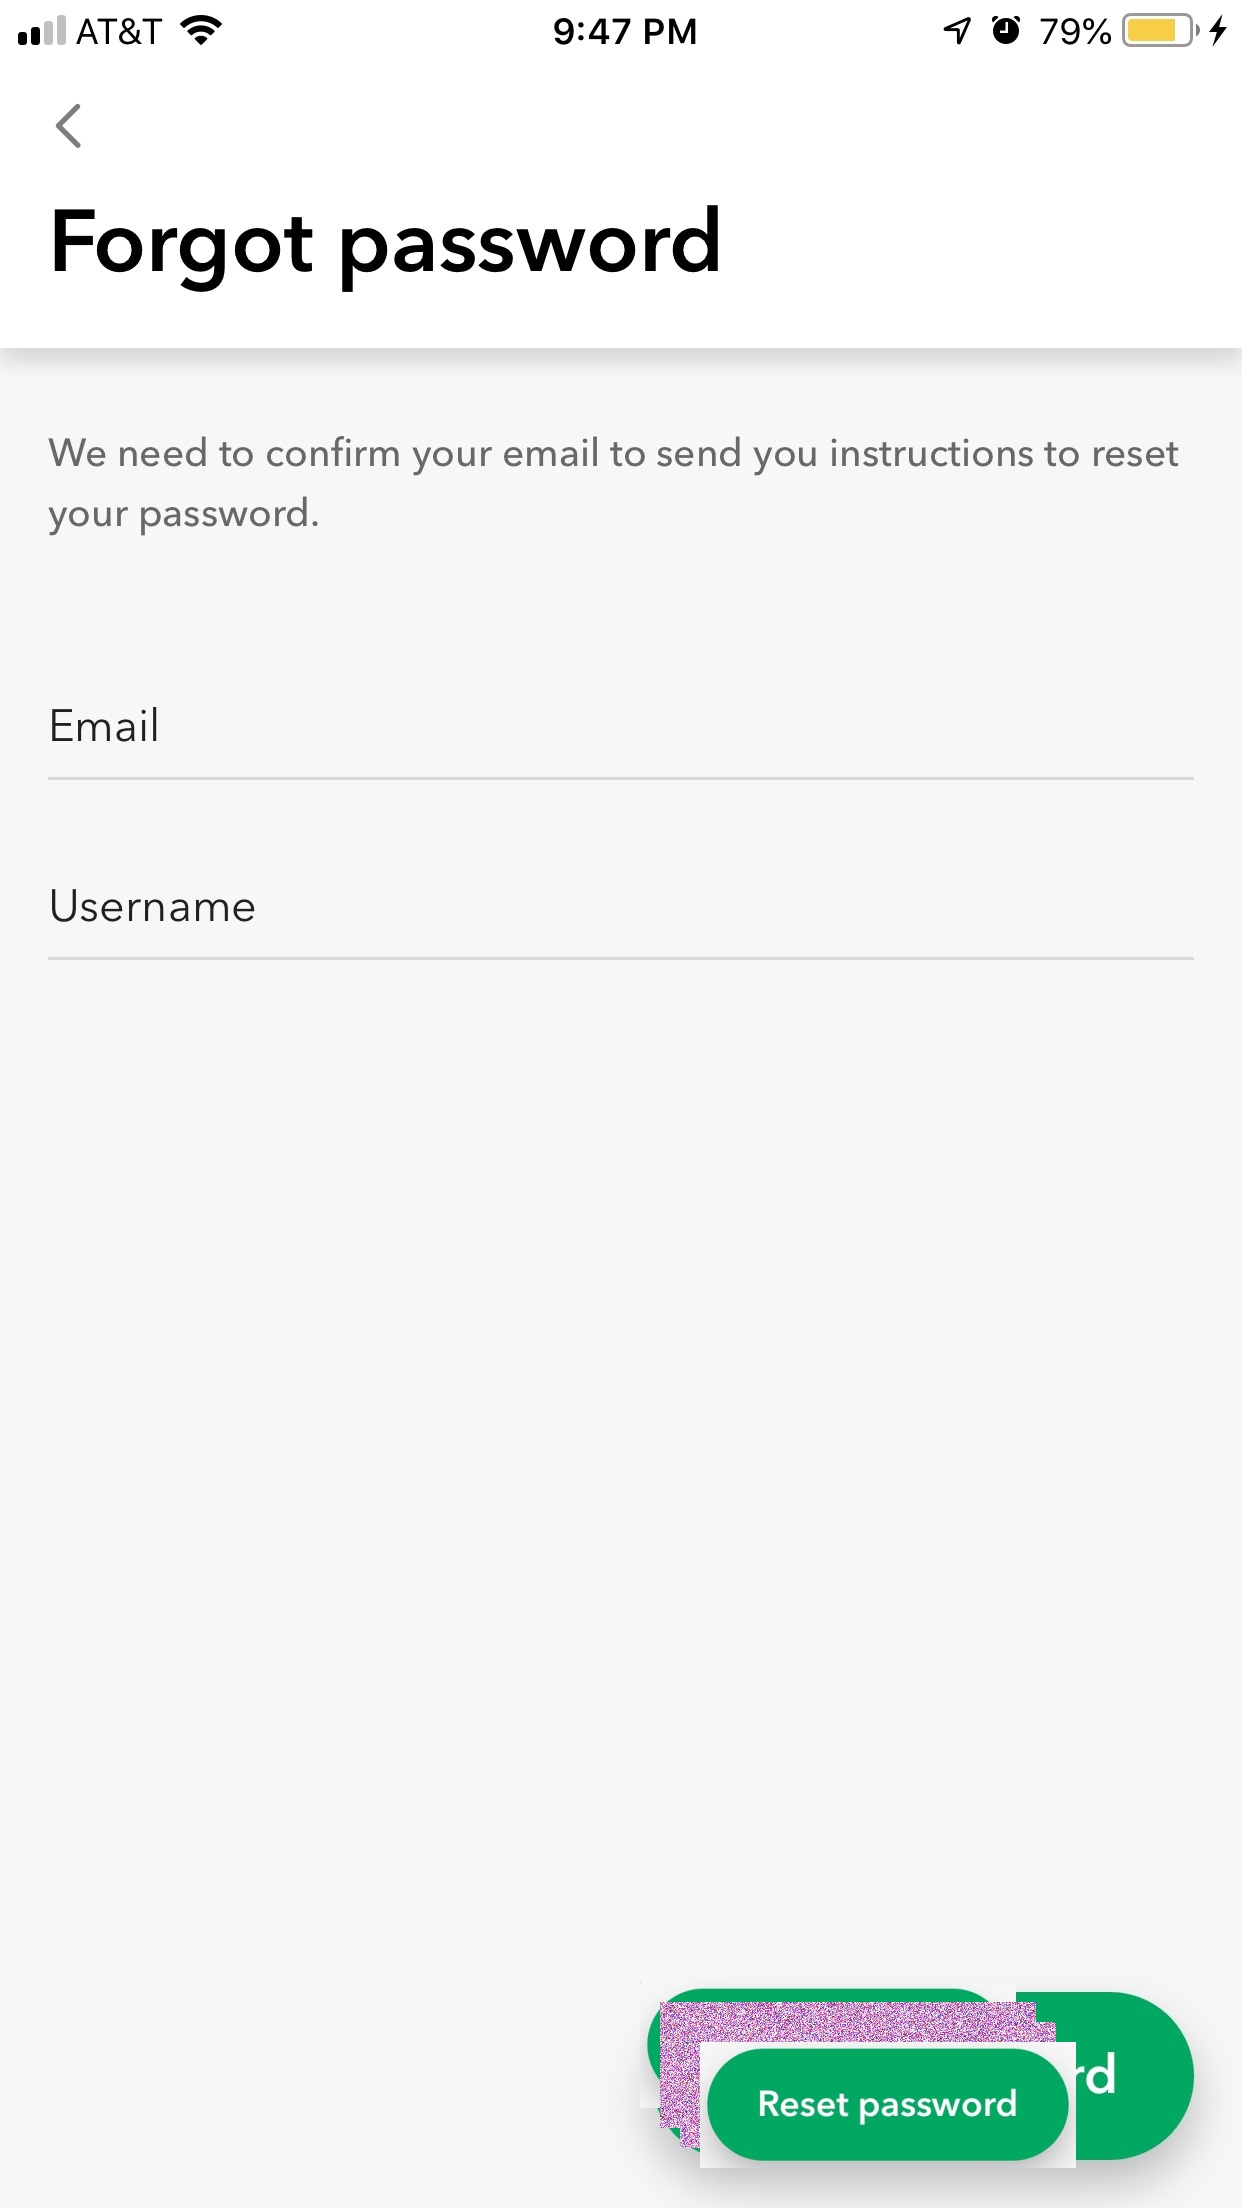 AT&T 9:47 PM 79%
Forgot password
We need to confirm your email to send you instructions to reset
your password.
Email
Username
rd
Reset password